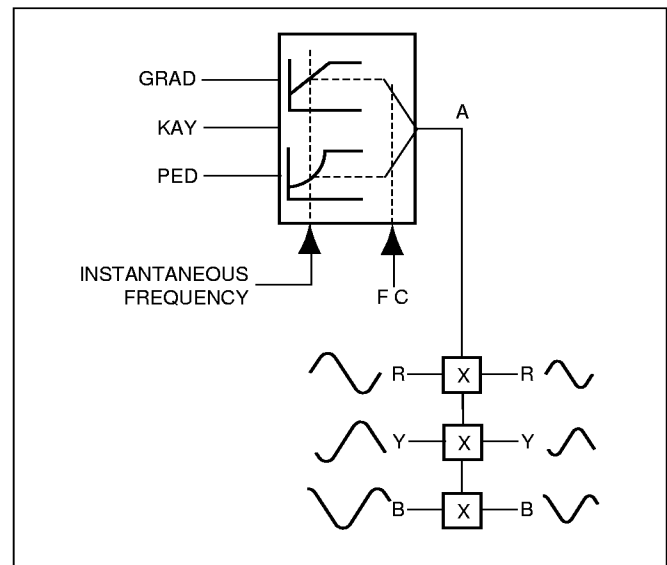 GRAD
KAY
PED
A
INSTANTANEOUS
FREQUENCY
F C
R X R
Y X Y
B X B